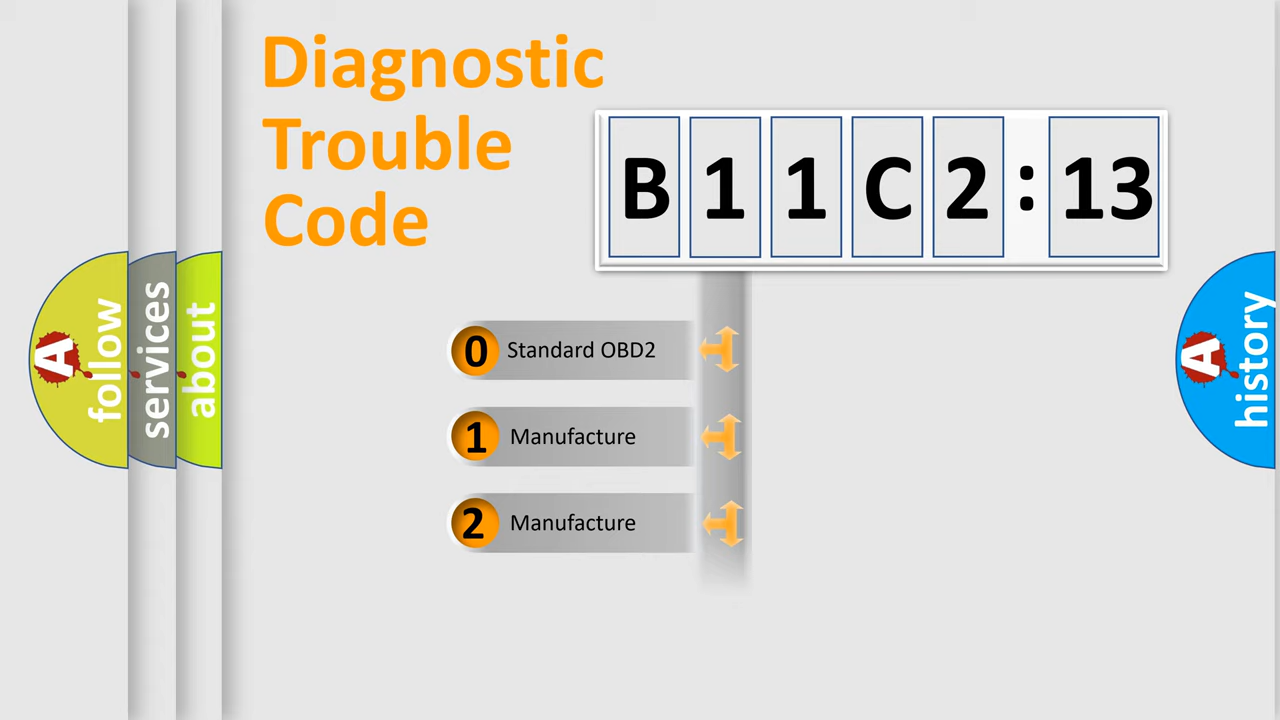 Diagnostic
Trouble
Code
B 1 1 C 2 : 13
0 Standard OBD2
1 Manufacture
2 Manufacture
A follow
services
about
A history